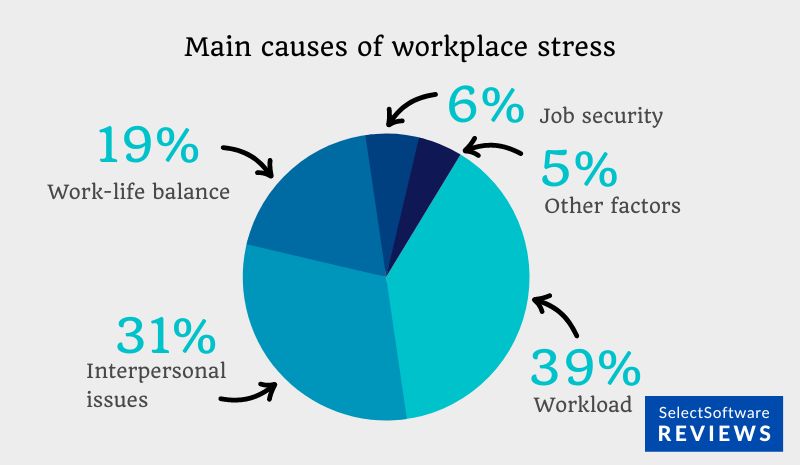 Main causes of workplace stress
6% Job security
19%
Work-life balance
5%
Other factors
31%
Interpersonal
issues
39%
Workload
SelectSoftware
REVIEWS